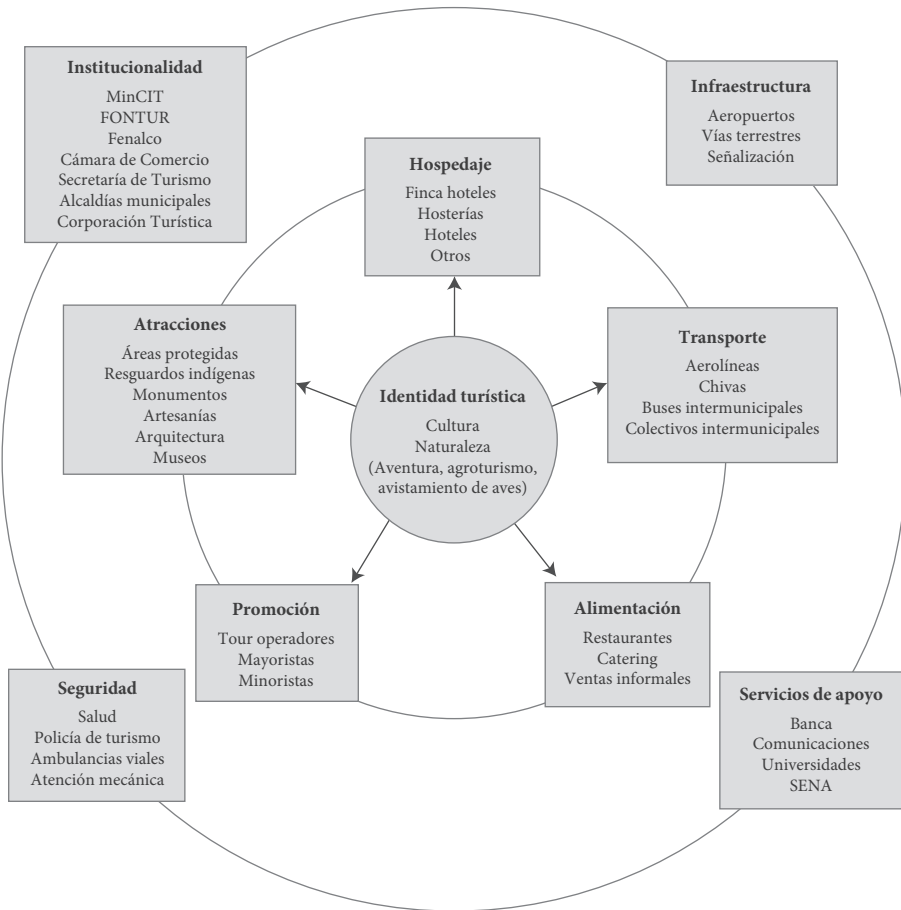 Institucionalidad
MinCIT
FONTUR
Fenalco
Cámara de Comercio
Secretaría de Turismo
Alcaldías municipales
Corporación Turística
Infraestructura
Aeropuertos
Vías terrestres
Señalización
Hospedaje
Finca hoteles
Hosterías
Hoteles
Otros
Atracciones
Áreas protegidas
Resguardos indígenas
Monumentos
Artesanías
Arquitectura
Museos
Identidad turística
Cultura
Naturaleza
(Aventura, agroturismo,
avistamiento de aves)
Transporte
Aerolíneas
Chivas
Buses intermunicipales
Colectivos intermunicipales
Promoción
Tour operadores
Mayoristas
Minoristas
Alimentación
Restaurantes
Catering
Ventas informales
Seguridad
Salud
Policía de turismo
Ambulancias viales
Atención mecánica
Servicios de apoyo
Banca
Comunicaciones
Universidades
SENA